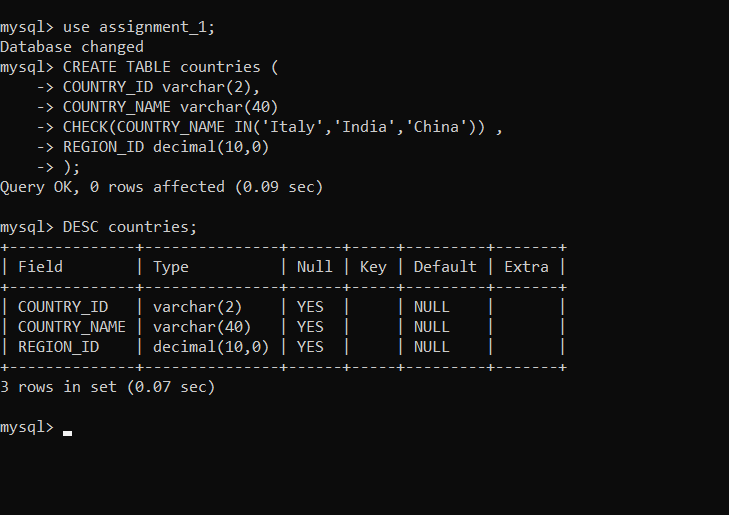 mysql> use assignment_1;
Database changed
mysql> CREATE TABLE countries (
    -> COUNTRY_ID varchar(2),
    -> COUNTRY_NAME varchar(40)
    -> CHECK(COUNTRY_NAME IN('Italy','India','China')) ,
    -> REGION_ID decimal(10,0)
    -> );
Query OK, 0 rows affected (0.09 sec)

mysql> DESC countries;
+--------------+---------------+------+-----+---------+-------+
| Field        | Type          | Null | Key | Default | Extra |
+--------------+---------------+------+-----+---------+-------+
| COUNTRY_ID   | varchar(2)    | YES  |     | NULL    |       |
| COUNTRY_NAME | varchar(40)   | YES  |     | NULL    |       |
| REGION_ID    | decimal(10,0) | YES  |     | NULL    |       |
+--------------+---------------+------+-----+---------+-------+
3 rows in set (0.07 sec)

mysql>